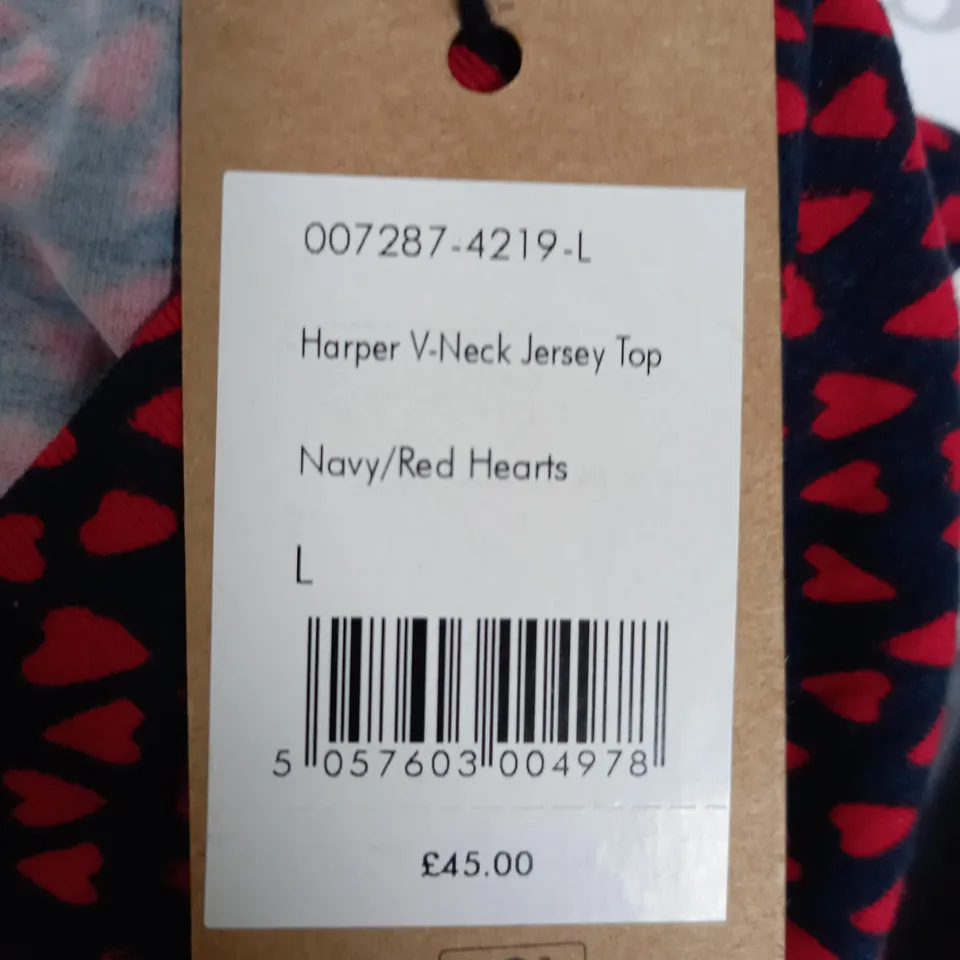 007287-4219-L
Harper V-Neck Jersey Top
Navy/Red Hearts
L
5 057603 004978
£45.00